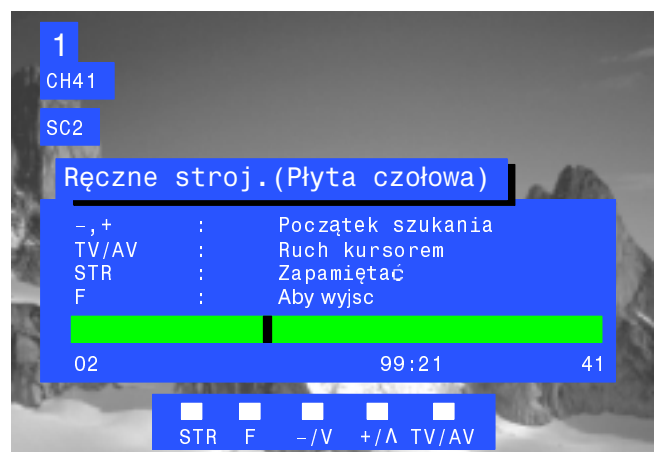 1
CH41
SC2
Ręczne stroj.(Płyta czołowa)
–,+ : Początek szukania
TV/AV : Ruch kursorem
STR : Zapamiętać
F : Aby wyjsc
02 99:21 41
STR F –/V +/Λ TV/AV